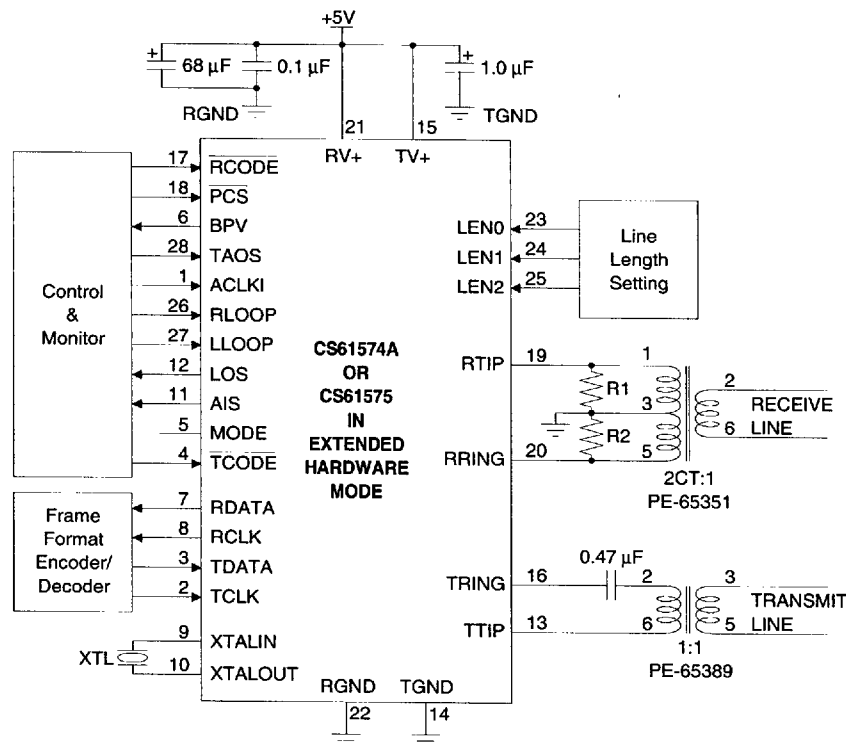 +5V
+
68 µF
0.1 µF
+
1.0 µF
RGND
TGND
21
15
RV+
TV+
17
RCODE
18
PCS
6
BPV
28
TAOS
1
ACLKI
26
RLOOP
27
LLOOP
12
LOS
11
AIS
5
MODE
4
TCODE
Control
&
Monitor
7
RDATA
8
RCLK
3
TDATA
2
TCLK
Frame
Format
Encoder/
Decoder
9
XTALIN
10
XTALOUT
XTL
CS61574A
OR
CS61575
IN
EXTENDED
HARDWARE
MODE
LEN0
23
LEN1
24
LEN2
25
Line
Length
Setting
RTIP
19
R1
R2
RRING
20
1
3
5
2
6
RECEIVE
LINE
2CT:1
PE-65351
TRING
16
0.47 µF
TTIP
13
2
6
3
5
TRANSMIT
LINE
1:1
PE-65389
RGND
TGND
22
14